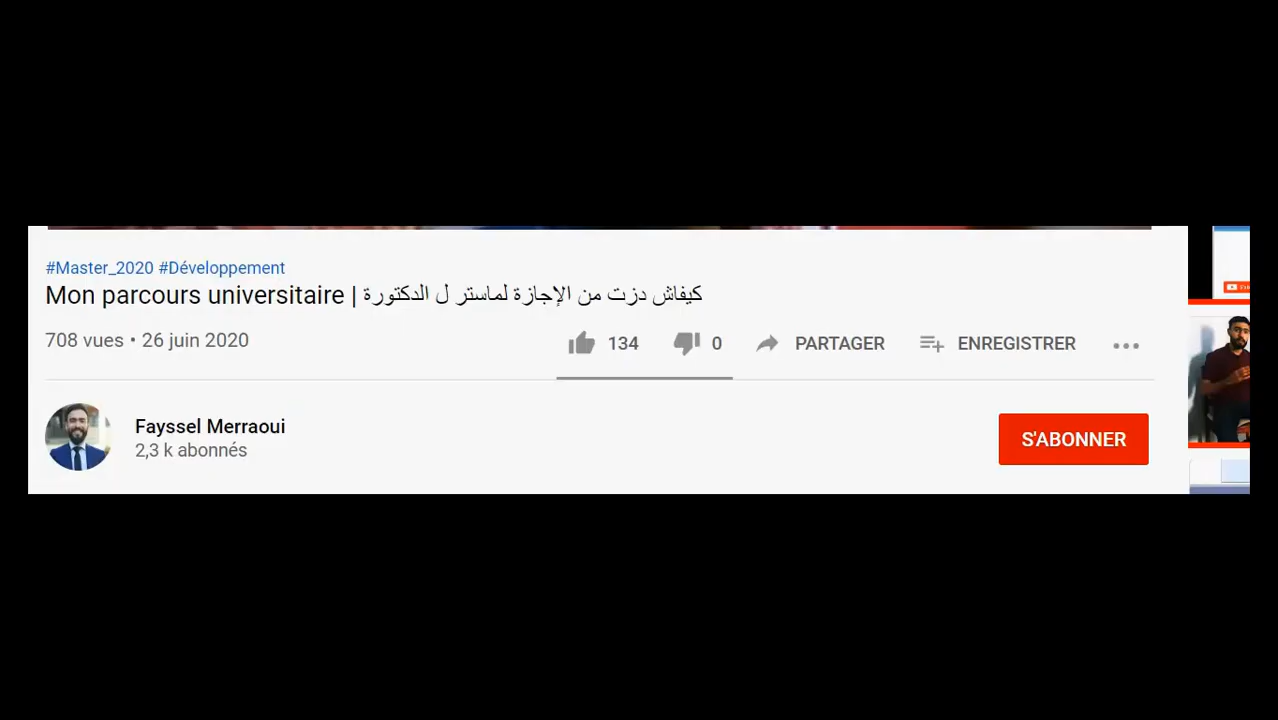 #Master_2020 #Développement
Mon parcours universitaire | كيفاش دزت من الإجازة لماستر ل الدكتورة
708 vues • 26 juin 2020
134 0 PARTAGER ENREGISTRER
Fayssel Merraoui
2,3 k abonnés
S'ABONNER